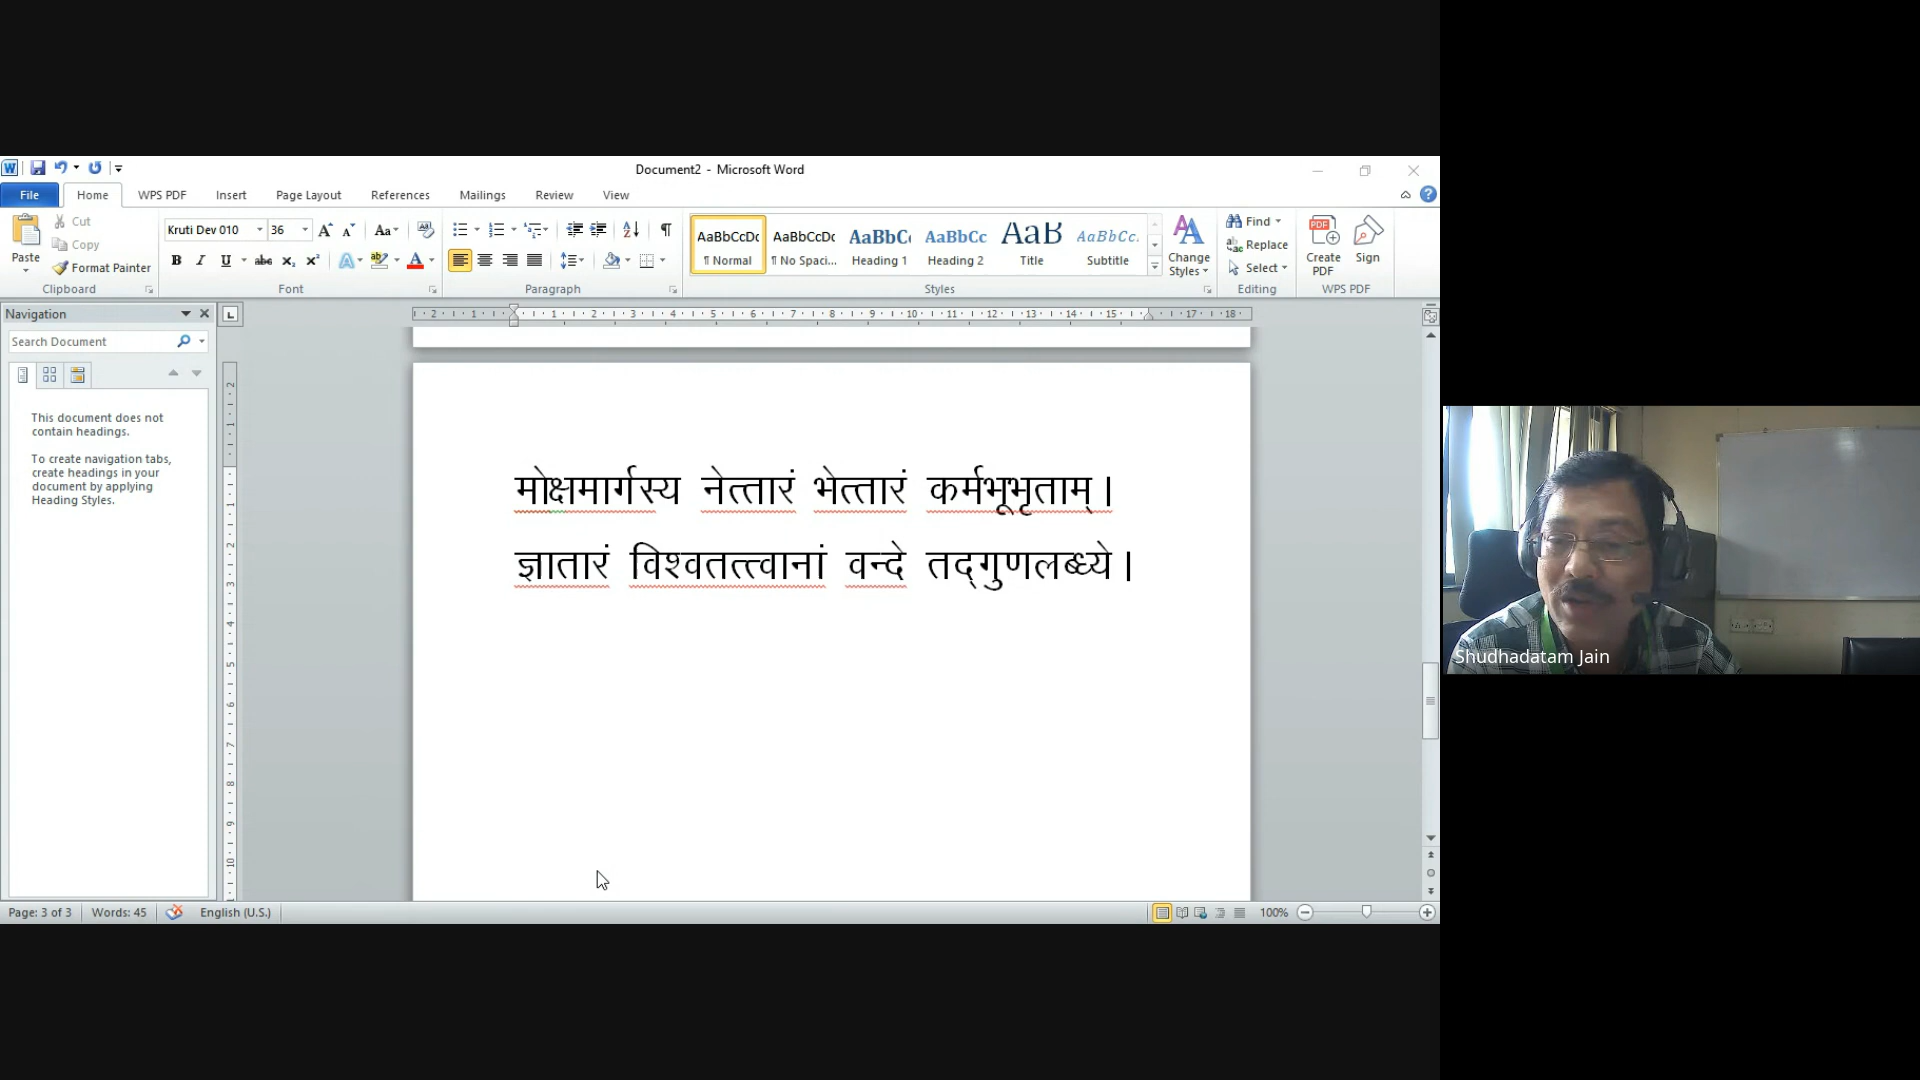 Document2 - Microsoft Word
File Home WPS PDF Insert Page Layout References Mailings Review View
Paste Cut Copy Format Painter Clipboard
Kruti Dev 010 36 Font
Paragraph
AaBbCcDc ¶ Normal AaBbCcDc ¶ No Spaci... AaBbC( Heading 1 AaBbCc Heading 2 AaB Title AaBbCc. Subtitle Change Styles Styles
Find Replace Select Editing
Create PDF Sign WPS PDF
Navigation
Search Document
This document does not
contain headings.
To create navigation tabs,
create headings in your
document by applying
Heading Styles.
मोक्षमार्गस्य नेत्तारं भेत्तारं कर्मभूभृताम्।
ज्ञातारं विश्वतत्त्वानां वन्दे तद्गुणलब्ध्ये।
Shudhadatam Jain
Page: 3 of 3 Words: 45 English (U.S.) 100%